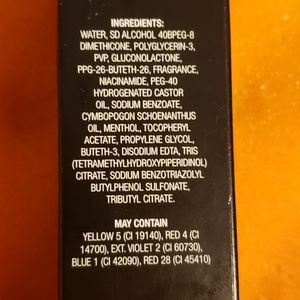 INGREDIENTS:
WATER, SD ALCOHOL 40BPEG-8
DIMETHICONE, POLYGLYCERIN-3,
PVP, GLUCONOLACTONE,
PPG-26-BUTETH-26, FRAGRANCE,
NIACINAMIDE, PEG-40
HYDROGENATED CASTOR
OIL, SODIUM BENZOATE,
CYMBOPOGON SCHOENANTHUS
OIL, MENTHOL, TOCOPHERYL
ACETATE, PROPYLENE GLYCOL,
BUTETH-3, DISODIUM EDTA, TRIS
(TETRAMETHYLHYDROXYPIPERIDINOL)
CITRATE, SODIUM BENZOTRIAZOLYL
BUTYLPHENOL SULFONATE,
TRIBUTYL CITRATE.
MAY CONTAIN
YELLOW 5 (CI 19140), RED 4 (CI
14700), EXT. VIOLET 2 (CI 60730),
BLUE 1 (CI 42090), RED 28 (CI 45410)